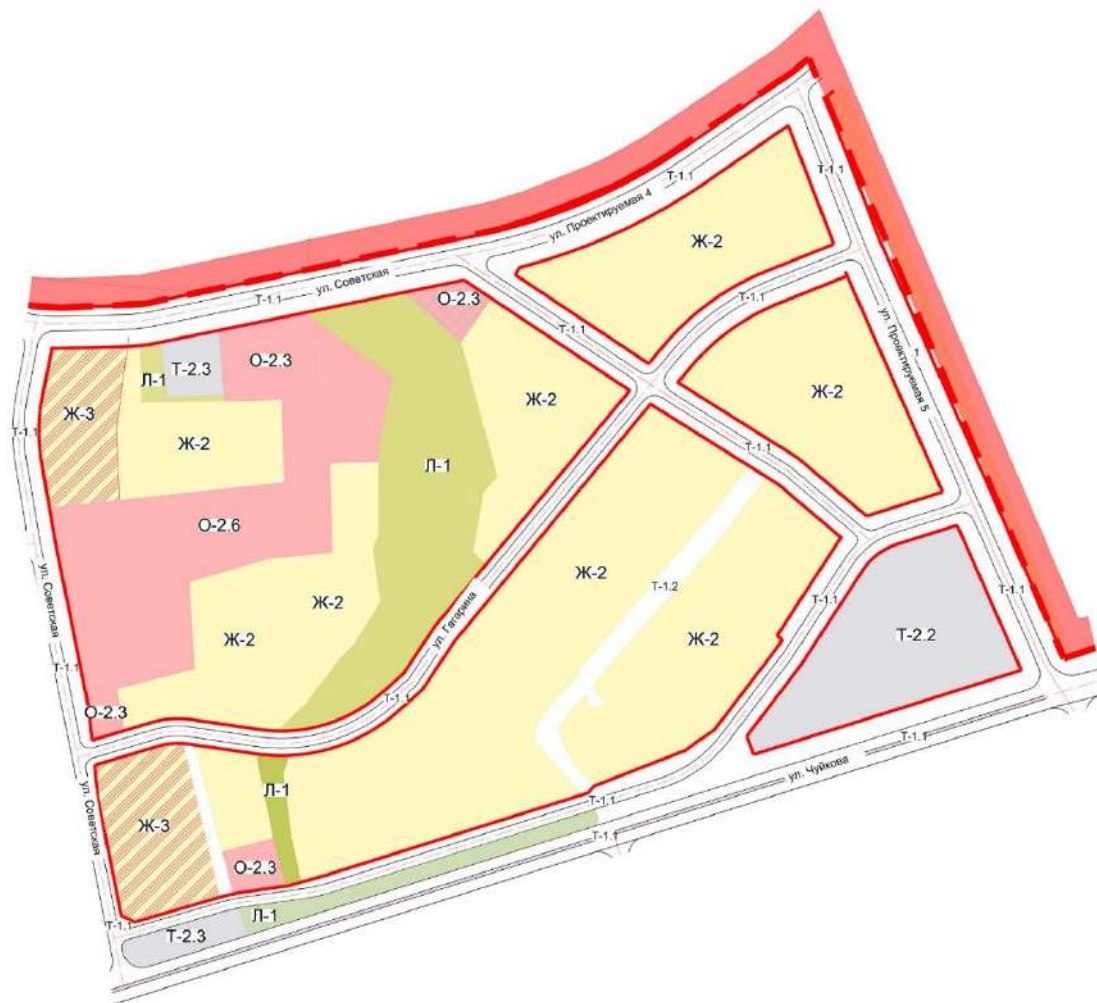 Т-1.1
Ж-2
Т-1.1
ул. Проектируемая 4
О-2.3
ул. Советская
Т-1.1
Т-1.1
Т-1.1
О-2.3
Т-2.3
Л-1
Ж-3
Т-1.1
Ж-2
Ж-2
Ж-2
ул. Проектируемая 5
Л-1
Т-1.1
О-2.6
Ж-2
Т-1.2
Ж-2
Ж-2
Ж-2
Т-1.1
Т-1.1
Т-2.2
ул. Советская
ул. Гагарина
Т-1.1
Т-1.1
О-2.3
Т-1.1
ул. Чуйкова
ул. Советская
Л-1
Т-1.1
Т-1.1
Ж-3
О-2.3
Л-1
Т-1.1
Т-2.3